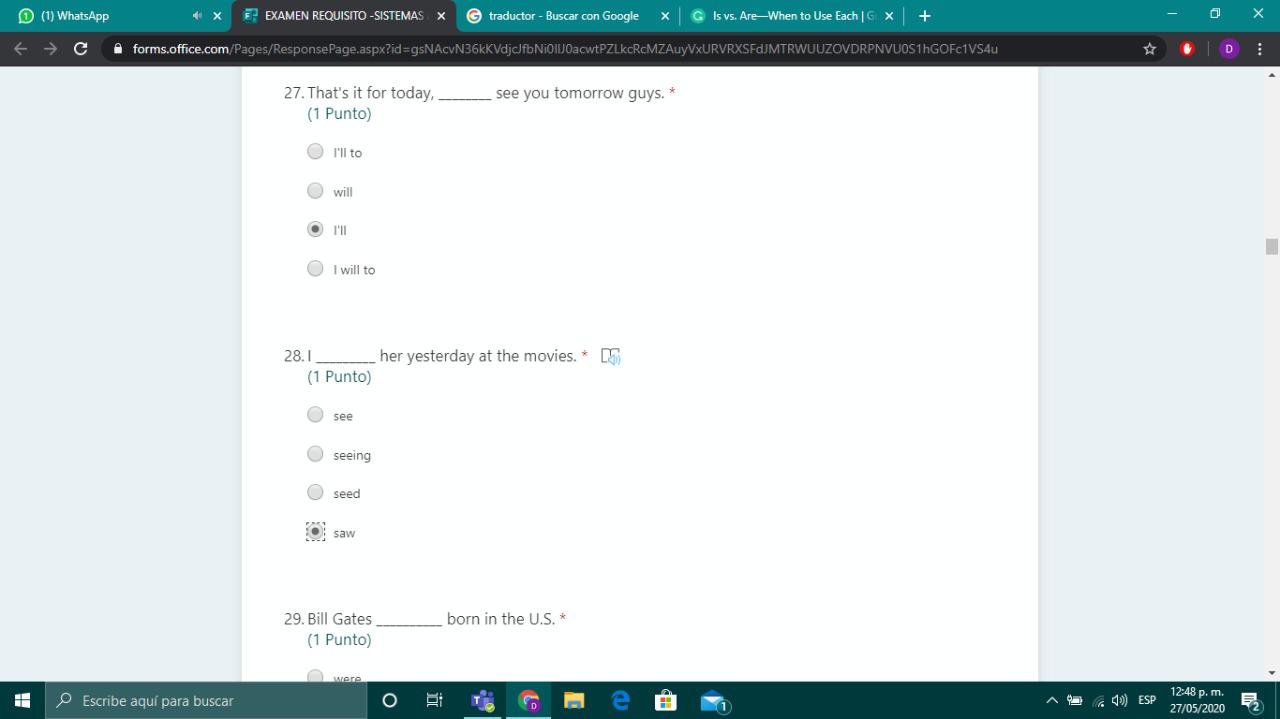 (1) WhatsApp
EXAMEN REQUISITO -SISTEMAS
traductor - Buscar con Google
Is vs. Are—When to Use Each | G
forms.office.com/Pages/ResponsePage.aspx?id=gsNAcvN36kKVdjcJfbNi0IIJ0acwtPZLkcRcMZAuyVxURVRXSFdJMTRWUUZOVDRPNVU0S1hGOFc1VS4u
D
27. That's it for today, ________ see you tomorrow guys. *
(1 Punto)
I'll to
will
I'll
I will to
28. I _________ her yesterday at the movies. *
(1 Punto)
see
seeing
seed
saw
29. Bill Gates __________ born in the U.S. *
(1 Punto)
were
Escribe aquí para buscar
D
1
ESP
12:48 p. m.
27/05/2020
2